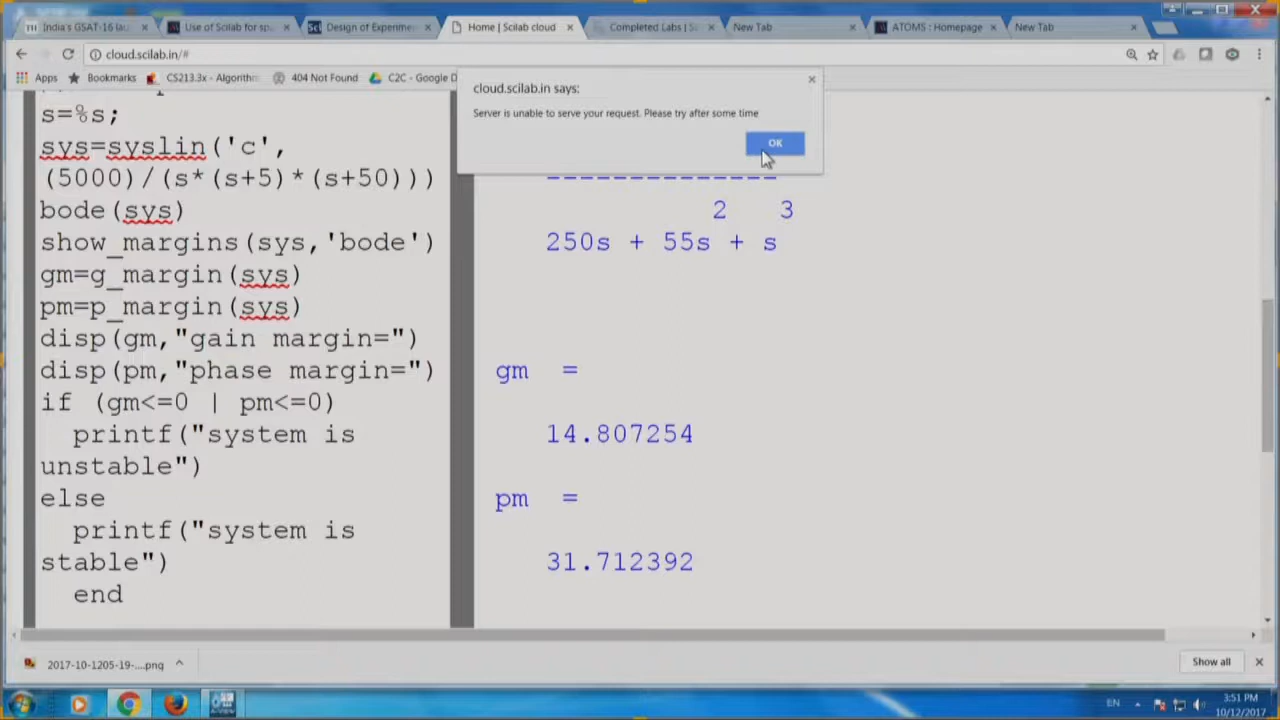 India's GSAT-16 lau
Use of Scilab for sp
Design of Experime
Home | Scilab cloud
Completed Labs | Sc
New Tab
ATOMS : Homepage
New Tab
cloud.scilab.in/#
Apps
Bookmarks
CS213.3x - Algorith
404 Not Found
C2C - Google D
cloud.scilab.in says:
Server is unable to serve your request. Please try after some time
OK
s=%s;
sys=syslin('c',
(5000)/(s*(s+5)*(s+50)))
bode(sys)
show_margins(sys,'bode')
gm=g_margin(sys)
pm=p_margin(sys)
disp(gm,"gain margin=")
disp(pm,"phase margin=")
if (gm<=0 | pm<=0)
printf("system is
unstable")
else
printf("system is
stable")
end
--------------
2 3
250s + 55s + s
gm =
14.807254
pm =
31.712392
2017-10-1205-19-....png
Show all
EN
3:51 PM
10/12/2017